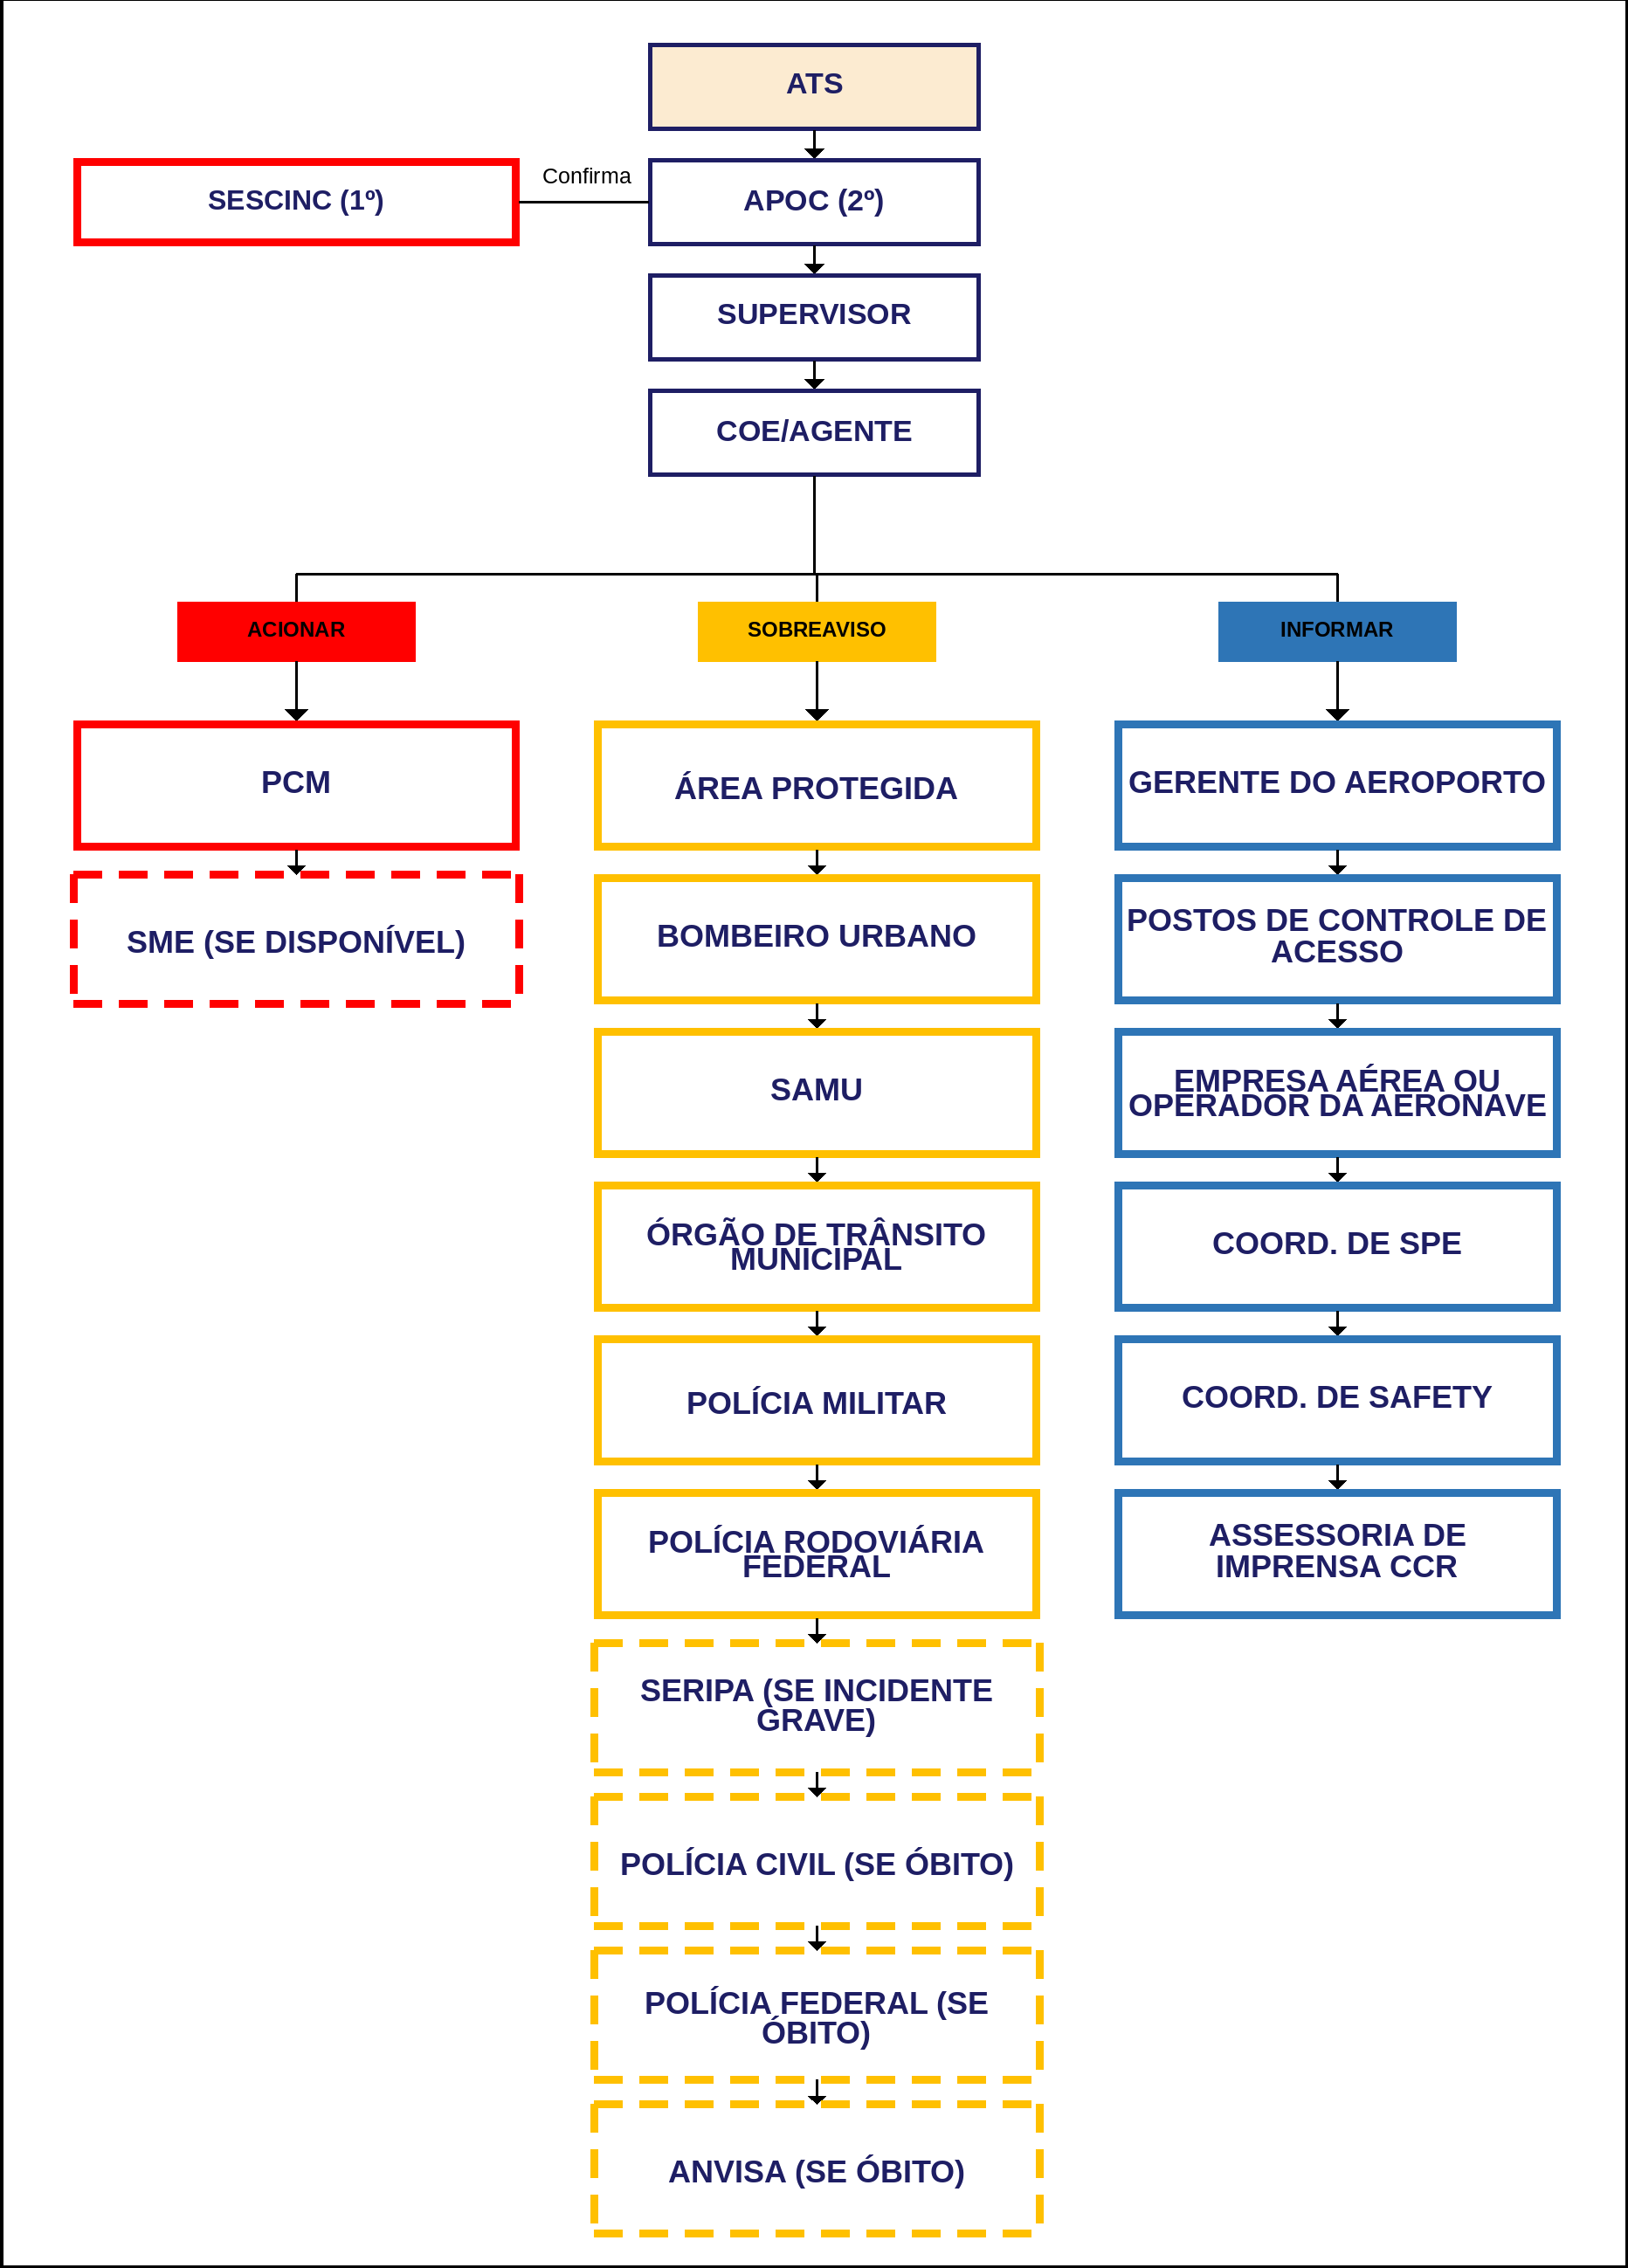 ATS
Confirma
SESCINC (1º)
APOC (2º)
SUPERVISOR
COE/AGENTE
ACIONAR
SOBREAVISO
INFORMAR
PCM
SME (SE DISPONÍVEL)
ÁREA PROTEGIDA
BOMBEIRO URBANO
SAMU
ÓRGÃO DE TRÂNSITO
MUNICIPAL
POLÍCIA MILITAR
POLÍCIA RODOVIÁRIA
FEDERAL
SERIPA (SE INCIDENTE
GRAVE)
POLÍCIA CIVIL (SE ÓBITO)
POLÍCIA FEDERAL (SE
ÓBITO)
ANVISA (SE ÓBITO)
GERENTE DO AEROPORTO
POSTOS DE CONTROLE DE
ACESSO
EMPRESA AÉREA OU
OPERADOR DA AERONAVE
COORD. DE SPE
COORD. DE SAFETY
ASSESSORIA DE
IMPRENSA CCR